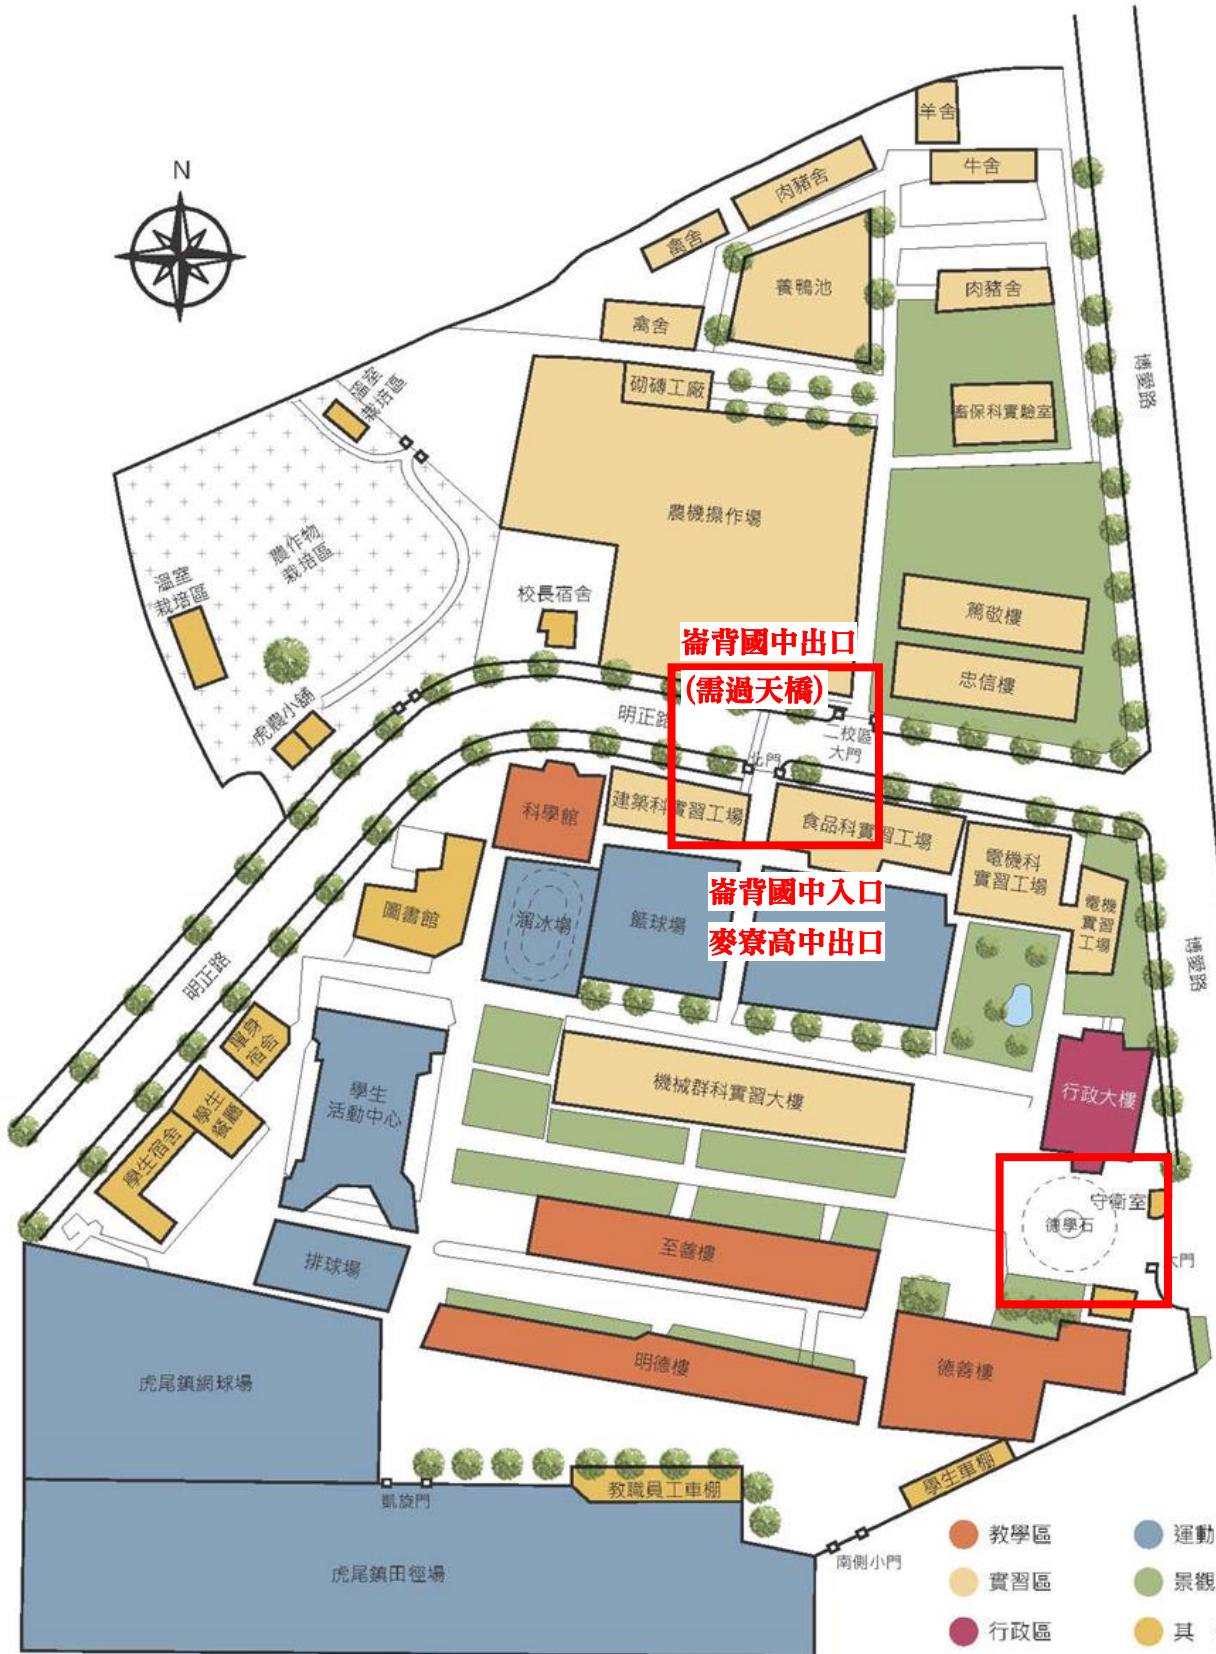 N
羊舍
牛舍
肉豬舍
禽舍
養鴨池
肉豬舍
禽舍
博愛路
砌磚工廠
溫室
栽培區
畜保科實驗室
農機操作場
農作物
栽培區
溫室
栽培區
校長宿舍
篤敬樓
忠信樓
崙背國中出口
(需過天橋)
虎農小舖
明正路
二校區
大門
北門
科學館
建築科實習工場
食品科實習工場
電機科
實習工場
電機
實習
工場
崙背國中入口
麥寮高中出口
圖書館
溜冰場
籃球場
明正路
博愛路
單身
宿舍
學生
餐廳
學生宿舍
學生
活動中心
機械群科實習大樓
行政大樓
守衛室
德學石
大門
排球場
至善樓
明德樓
德善樓
虎尾鎮網球場
凱旋門
教職員工車棚
學生車棚
南側小門
虎尾鎮田徑場
教學區
運動
實習區
景觀
行政區
其